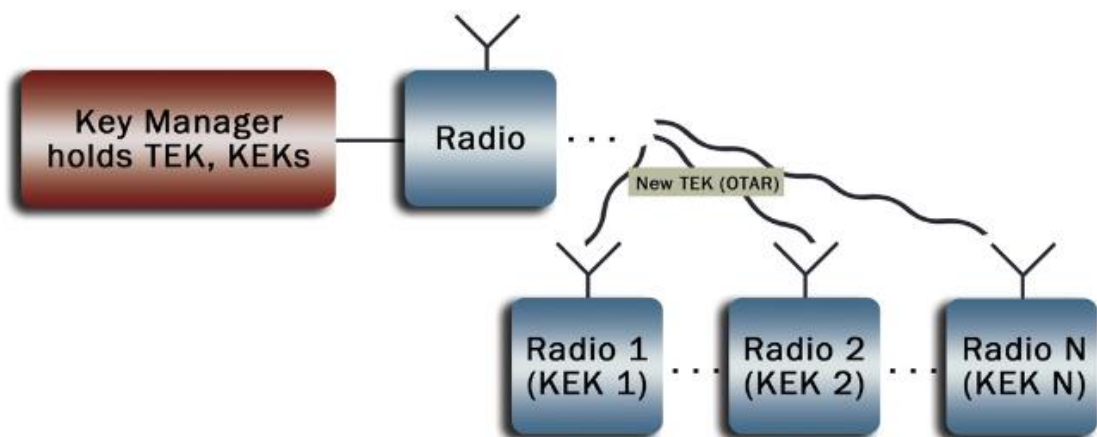 Key Manager
holds TEK, KEKs
Radio
New TEK (OTAR)
Radio 1
(KEK 1)
Radio 2
(KEK 2)
Radio N
(KEK N)